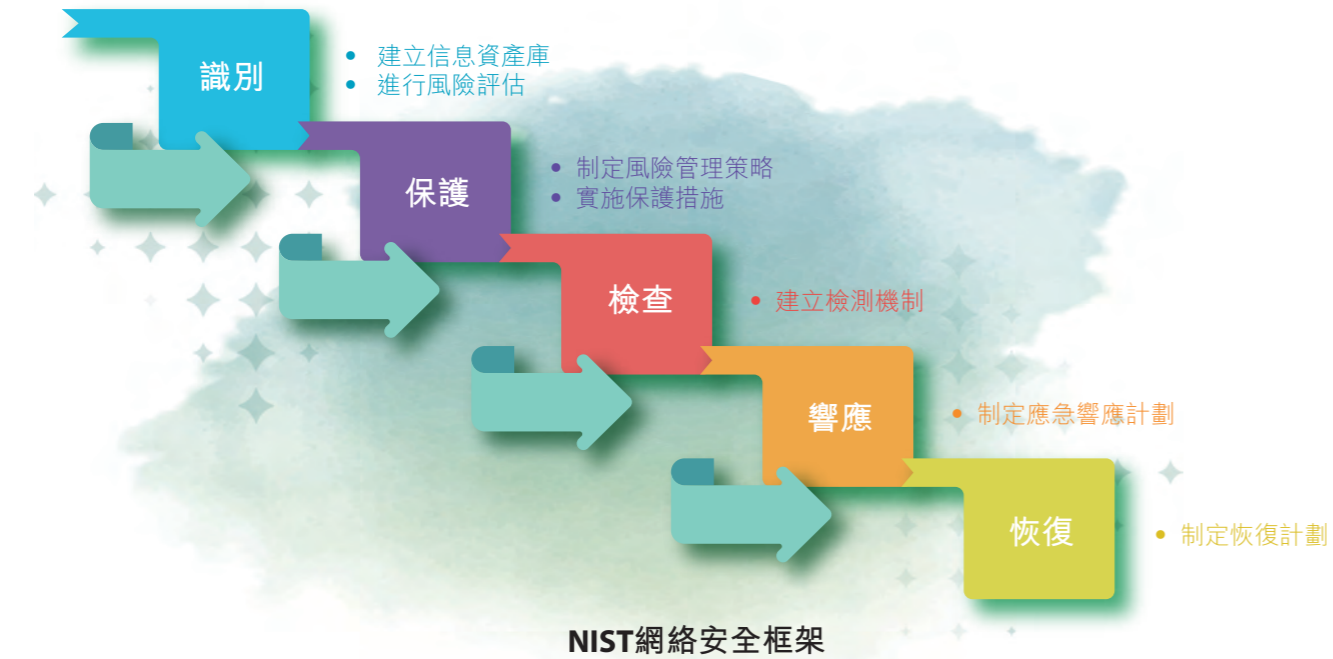 識別
• 建立信息資產庫
• 進行風險評估
保護
• 制定風險管理策略
• 實施保護措施
檢查
• 建立檢測機制
響應
• 制定應急響應計劃
恢復
• 制定恢復計劃
NIST網絡安全框架